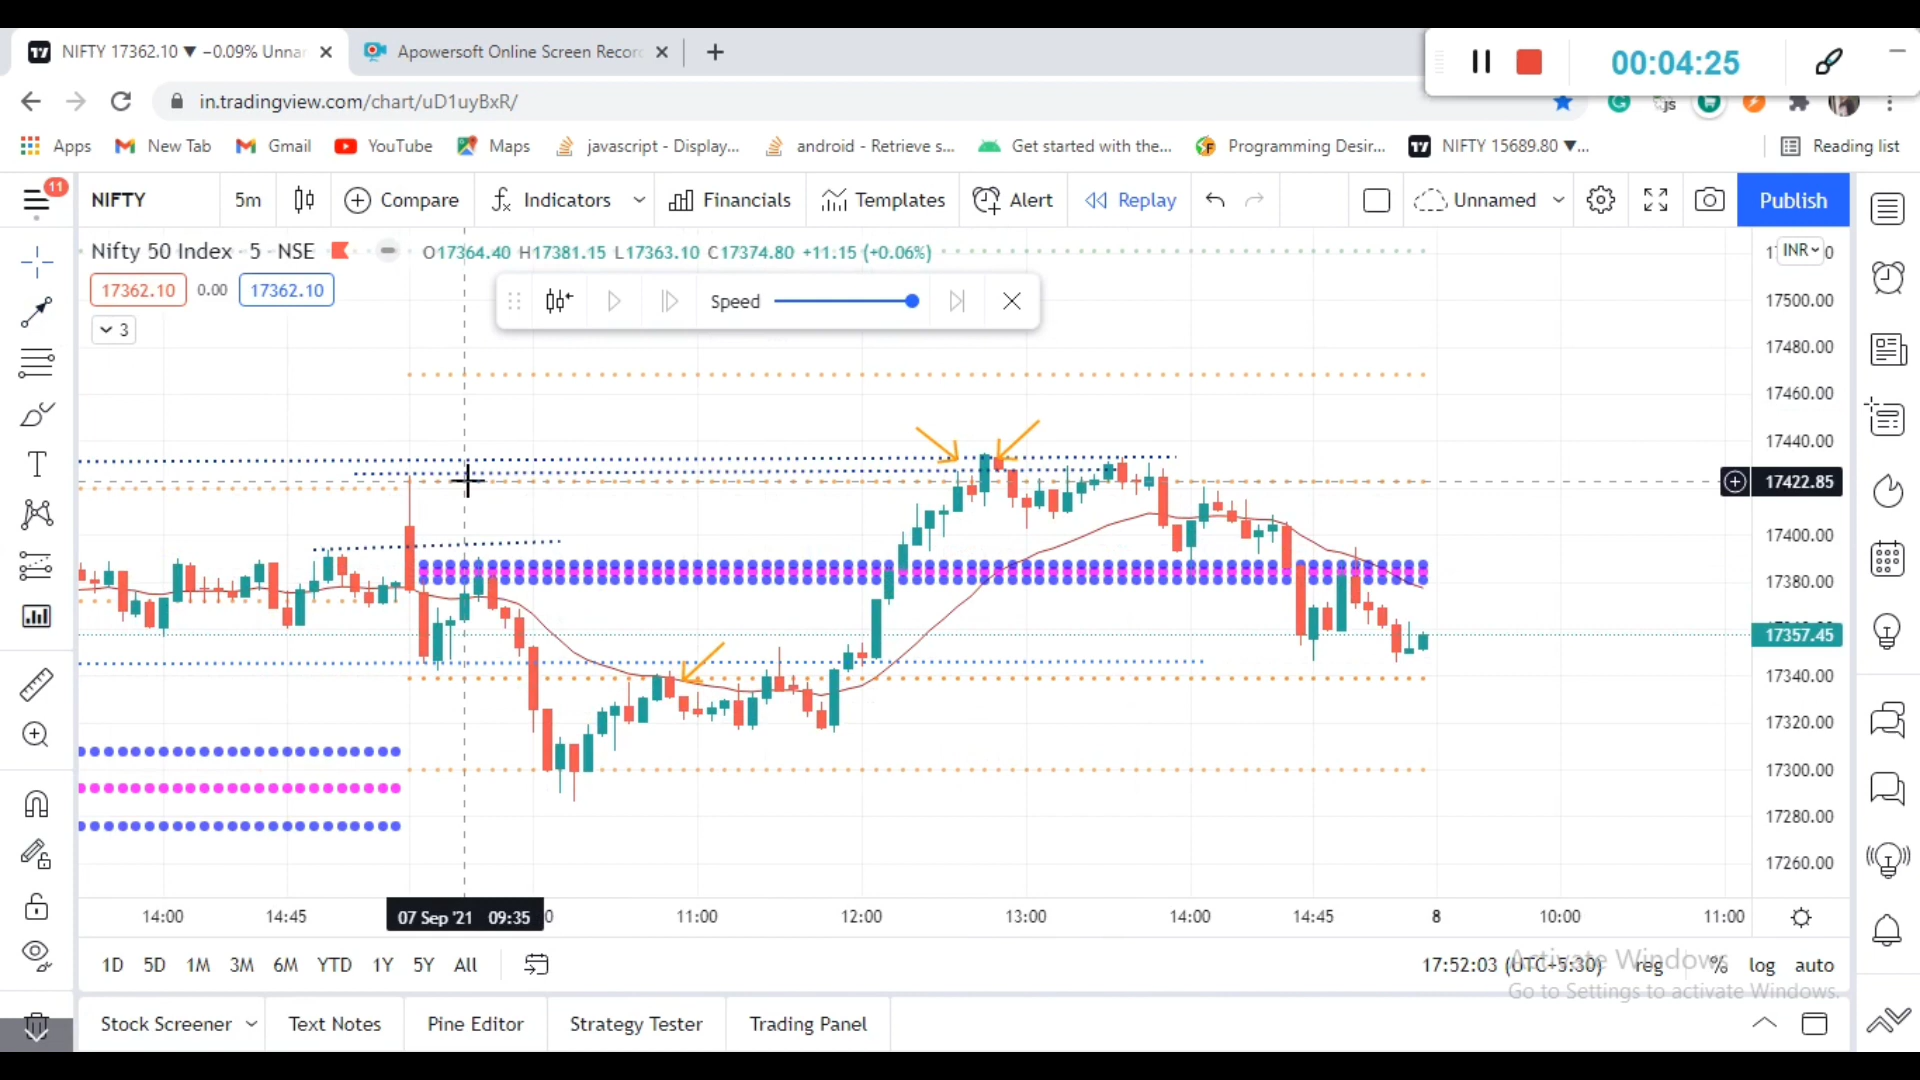 NIFTY 17362.10 ▼ −0.09% Unna
Apowersoft Online Screen Recor
00:04:25
in.tradingview.com/chart/uD1uyBxR/
Apps
New Tab
Gmail
YouTube
Maps
javascript - Display...
android - Retrieve s...
Get started with the...
Programming Desir...
NIFTY 15689.80 ▼...
Reading list
11
NIFTY
5m
Compare
Indicators
Financials
Templates
Alert
Replay
Unnamed
Publish
Nifty 50 Index · 5 · NSE
O17364.40 H17381.15 L17363.10 C17374.80 +11.15 (+0.06%)
INR
17362.10
0.00
17362.10
3
Speed
17500.00
17480.00
17460.00
17440.00
17422.85
17400.00
17380.00
17357.45
17340.00
17320.00
17300.00
17280.00
17260.00
14:00
14:45
07 Sep '21 09:35
11:00
12:00
13:00
14:00
14:45
8
10:00
11:00
1D
5D
1M
3M
6M
YTD
1Y
5Y
All
17:52:03 (UTC+5:30)
reg
%
log
auto
Activate Windows
Go to Settings to activate Windows.
Stock Screener
Text Notes
Pine Editor
Strategy Tester
Trading Panel